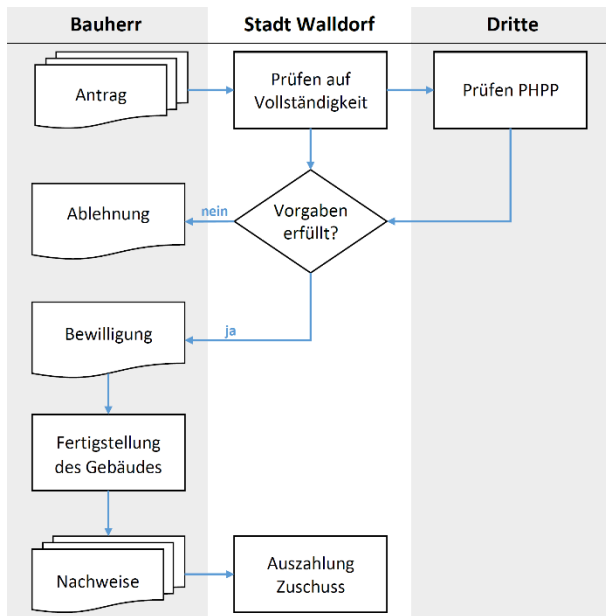 Bauherr
Stadt Walldorf
Dritte
Antrag
Prüfen auf
Vollständigkeit
Prüfen PHPP
Ablehnung
nein
Vorgaben
erfüllt?
Bewilligung
ja
Fertigstellung
des Gebäudes
Nachweise
Auszahlung
Zuschuss